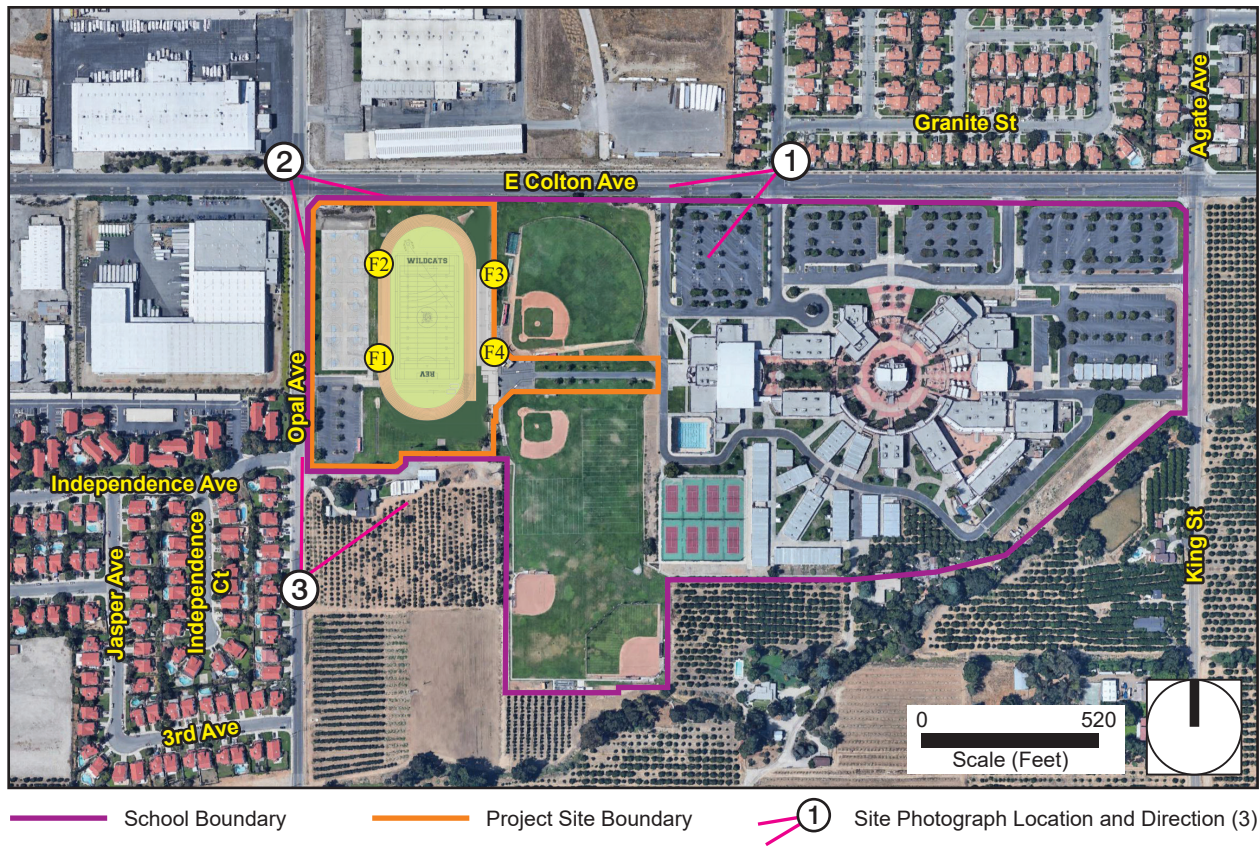 Granite St
Agate Ave
2
1
E Colton Ave
F2
WILDCATS
F3
F1
F4
REV
Opal Ave
Independence Ave
Independence
Ct
Jasper Ave
3
3rd Ave
King St
0 520
Scale (Feet)
School Boundary
Project Site Boundary
1
Site Photograph Location and Direction (3)